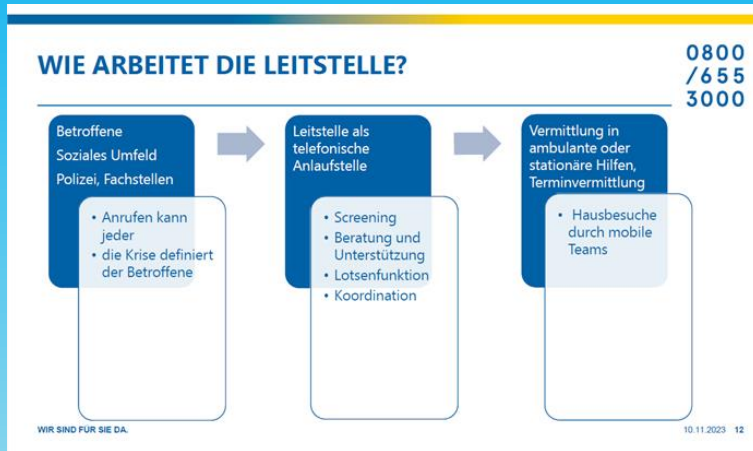 WIE ARBEITET DIE LEITSTELLE?
0800
/655
3000
Betroffene
Soziales Umfeld
Polizei, Fachstellen
• Anrufen kann
jeder
• die Krise definiert
der Betroffene
Leitstelle als
telefonische
Anlaufstelle
• Screening
• Beratung und
Unterstützung
• Lotsenfunktion
• Koordination
Vermittlung in
ambulante oder
stationäre Hilfen,
Terminvermittlung
• Hausbesuche
durch mobile
Teams
WIR SIND FÜR SIE DA.
10.11.2023 12